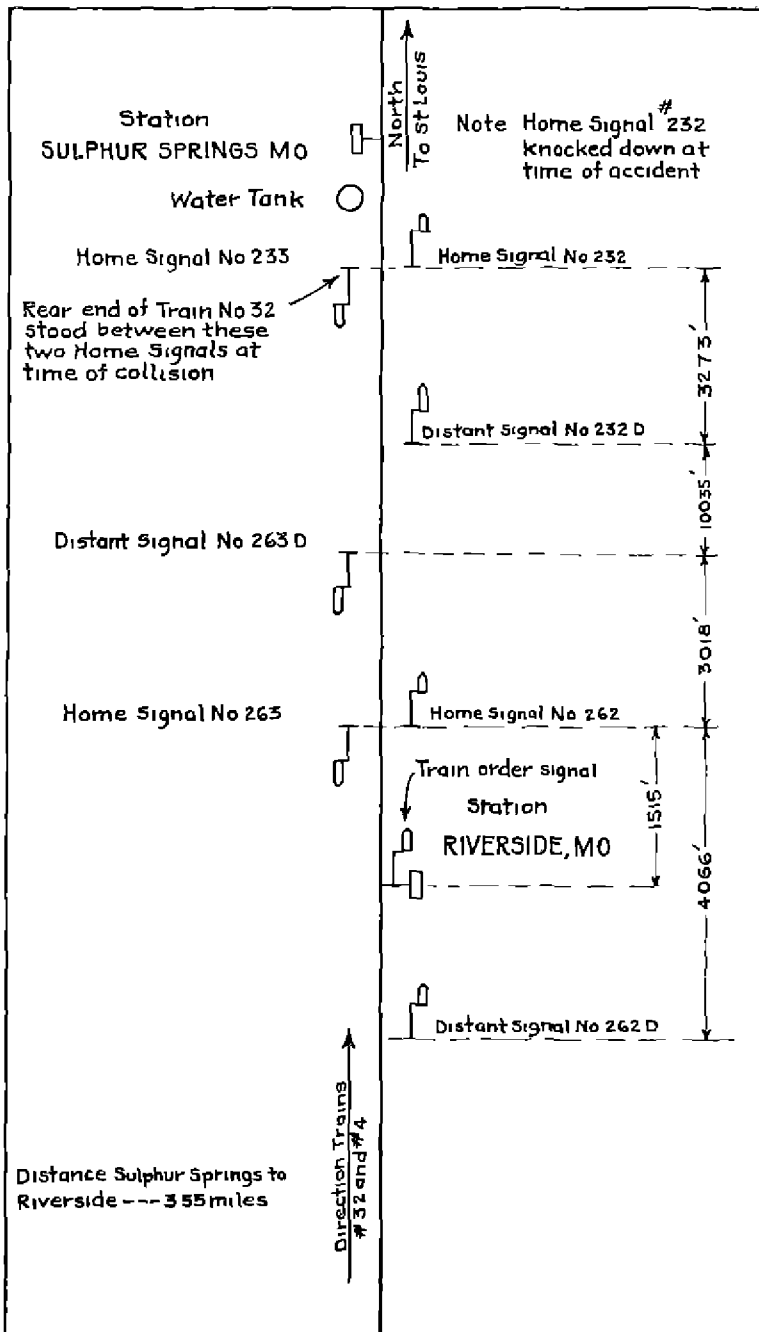 Station
SULPHUR SPRINGS MO
Water Tank
North
To St Louis
Note Home Signal #232
knocked down at
time of accident
Home Signal No 233
Home Signal No 232
Rear end of Train No 32
stood between these
two Home Signals at
time of collision
3273'
Distant Signal No 232 D
10035'
Distant Signal No 263 D
3018'
Home Signal No 263
Home Signal No 262
Train order signal
Station
RIVERSIDE, MO
1515'
4066'
Distant Signal No 262 D
Direction Trains
#32 and #4
Distance Sulphur Springs to
Riverside --- 3 55 miles